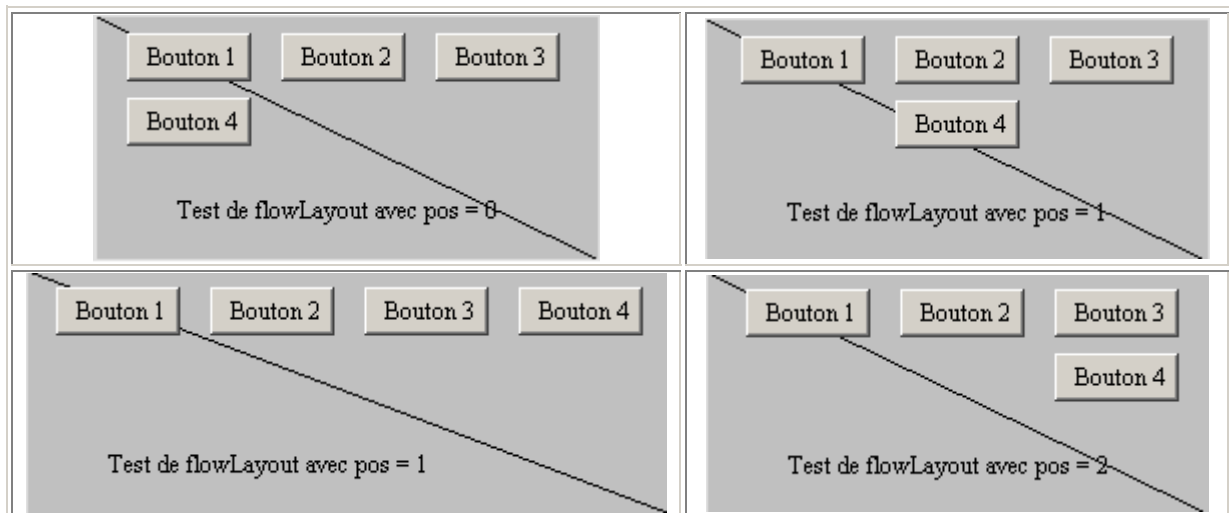 Bouton 1 Bouton 2 Bouton 3
Bouton 4
Test de flowLayout avec pos = 0
Bouton 1 Bouton 2 Bouton 3
Bouton 4
Test de flowLayout avec pos = 1
Bouton 1 Bouton 2 Bouton 3 Bouton 4
Test de flowLayout avec pos = 1
Bouton 1 Bouton 2 Bouton 3
Bouton 4
Test de flowLayout avec pos = 2